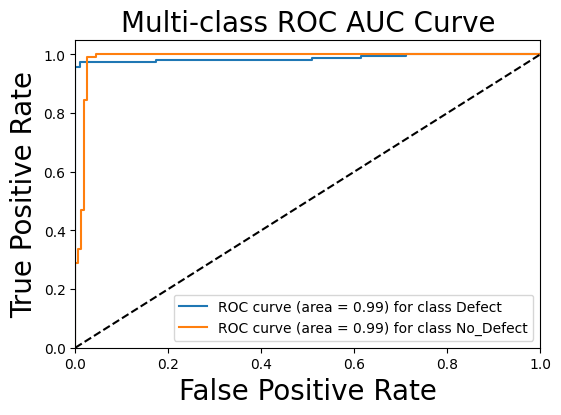 Multi-class ROC AUC Curve
True Positive Rate
1.0
0.8
0.6
0.4
0.2
0.0
ROC curve (area = 0.99) for class Defect
ROC curve (area = 0.99) for class No_Defect
0.0 0.2 0.4 0.6 0.8 1.0
False Positive Rate